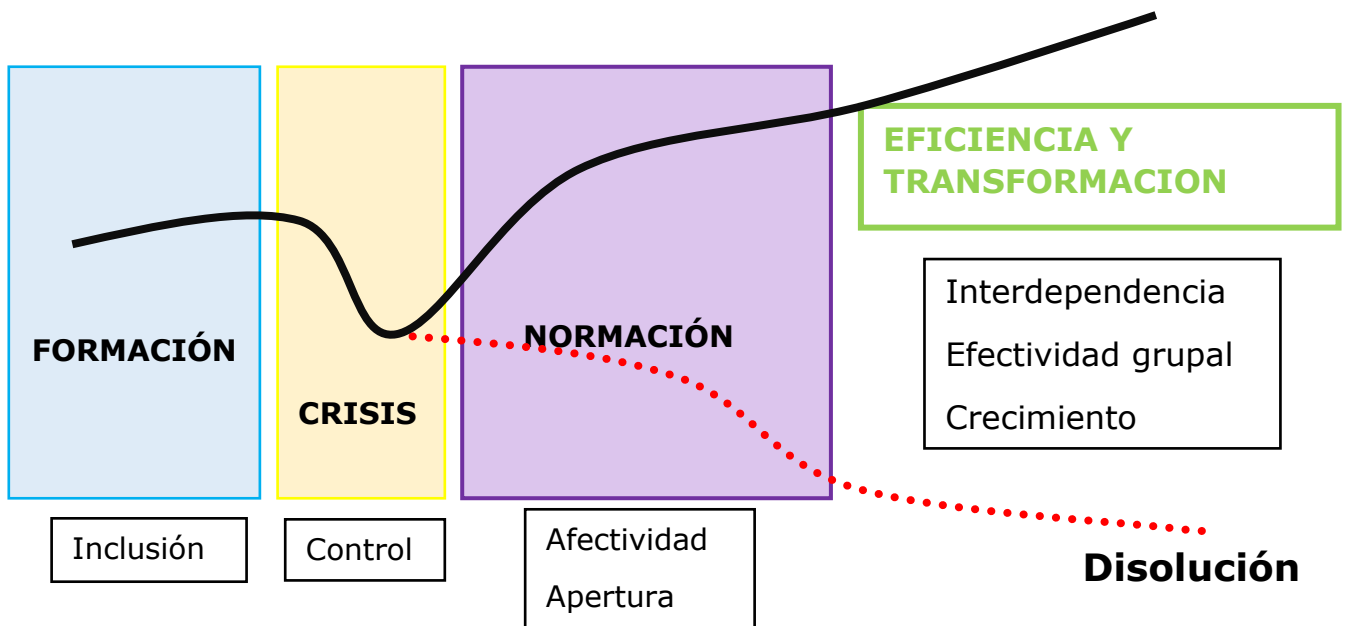 FORMACIÓN
CRISIS
NORMACIÓN
EFICIENCIA Y
TRANSFORMACION
Interdependencia
Efectividad grupal
Crecimiento
Inclusión
Control
Afectividad
Apertura
Disolución